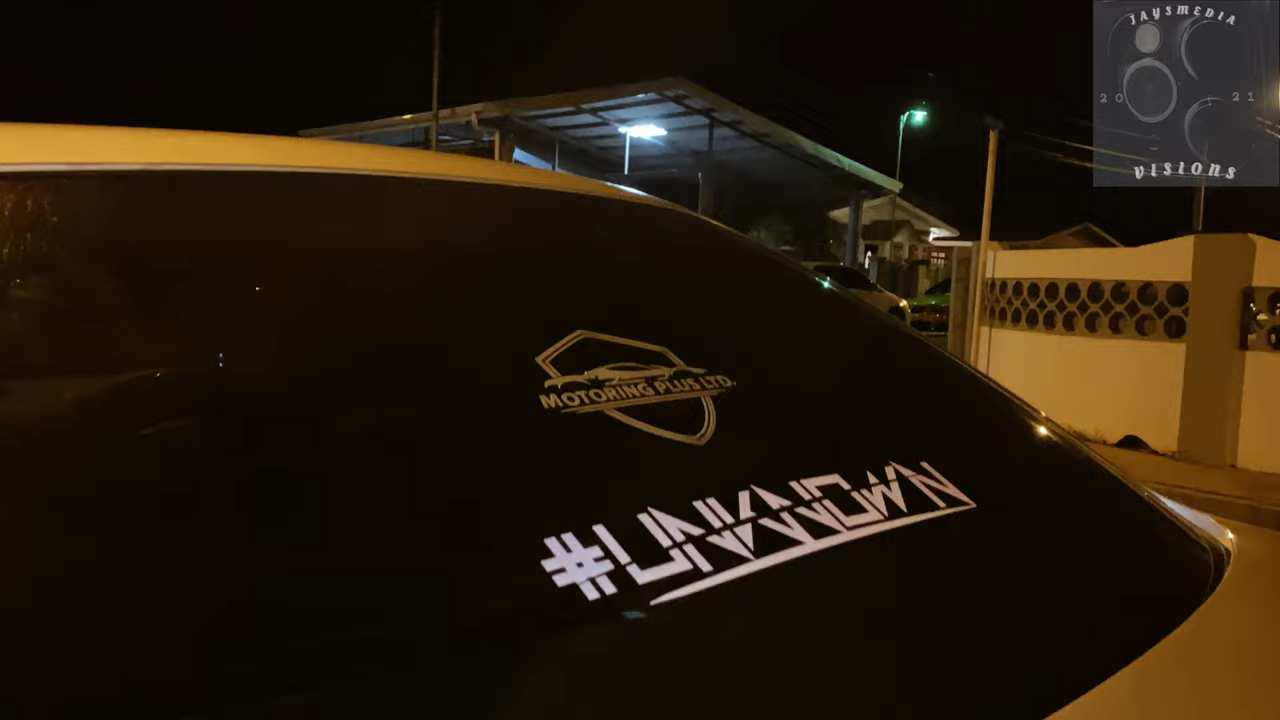 JAYSMEDIA
20 21
VISIONS
MOTORING PLUS LTD.
#UNKNOWN